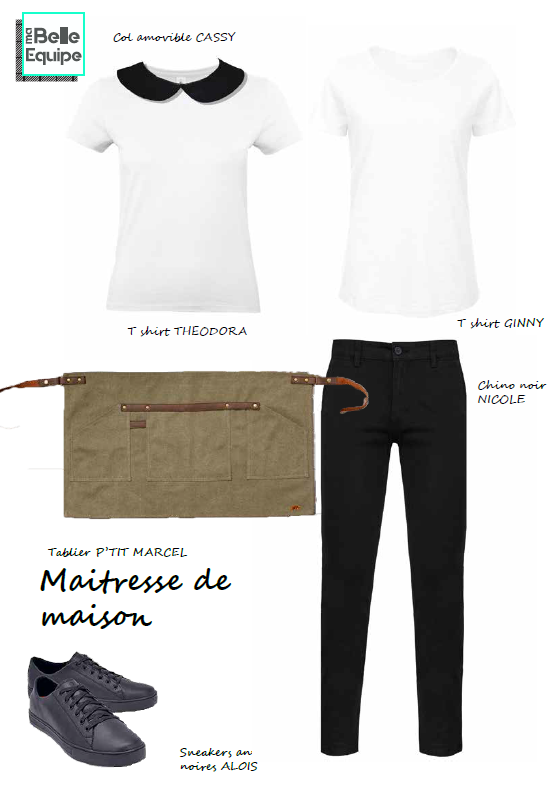 ma
Belle
Equipe
Col amovible CASSY
T shirt THEODORA
T shirt GINNY
Chino noir
NICOLE
Tablier P'TIT MARCEL
Maitresse de
maison
Sneakers an
noires ALOIS